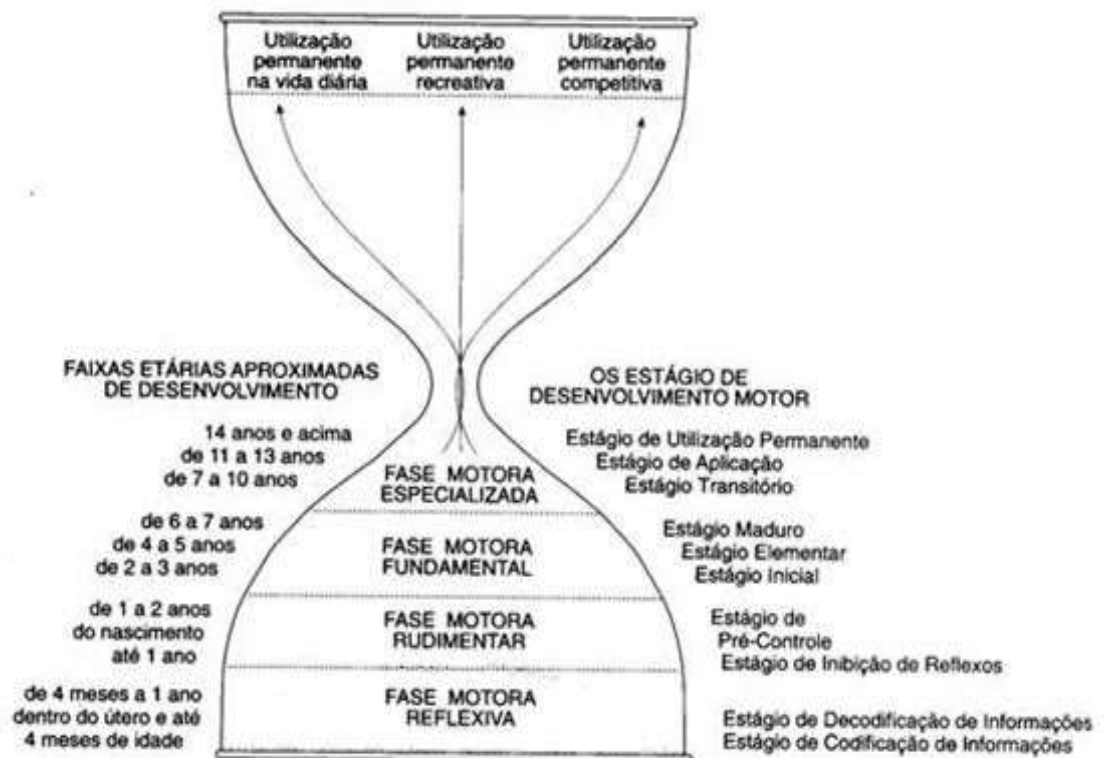 Utilização permanente na vida diária
Utilização permanente recreativa
Utilização permanente competitiva
FAIXAS ETÁRIAS APROXIMADAS
DE DESENVOLVIMENTO
14 anos e acima
de 11 a 13 anos
de 7 a 10 anos
de 6 a 7 anos
de 4 a 5 anos
de 2 a 3 anos
de 1 a 2 anos
do nascimento
até 1 ano
de 4 meses a 1 ano
dentro do útero e até
4 meses de idade
FASE MOTORA
ESPECIALIZADA
FASE MOTORA
FUNDAMENTAL
FASE MOTORA
RUDIMENTAR
FASE MOTORA
REFLEXIVA
OS ESTÁGIO DE
DESENVOLVIMENTO MOTOR
Estágio de Utilização Permanente
Estágio de Aplicação
Estágio Transitório
Estágio Maduro
Estágio Elementar
Estágio Inicial
Estágio de
Pré-Controle
Estágio de Inibição de Reflexos
Estágio de Decodificação de Informações
Estágio de Codificação de Informações